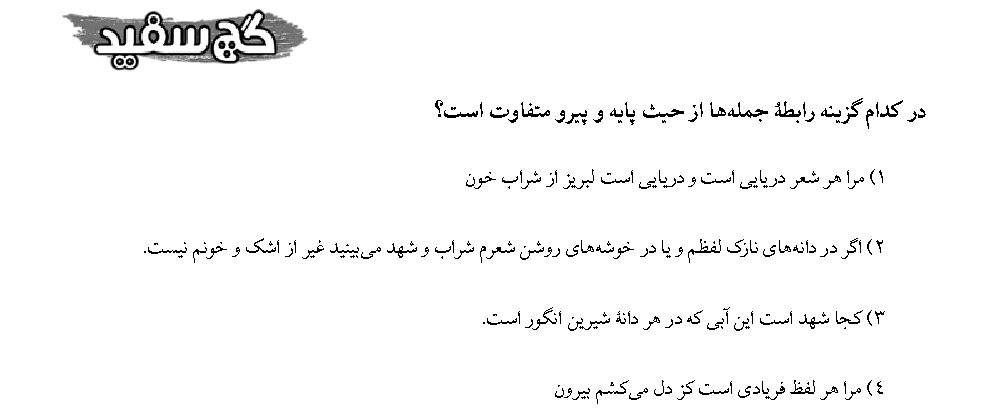 گچ سفید
در کدام گزینه رابطۀ جمله‌ها از حیث پایه و پیرو متفاوت است؟
۱) مرا هر شعر دریایی است و دریایی است لبریز از شراب خون
۲) اگر در دانه‌های نازک لفظم و یا در خوشه‌های روشن شعرم شراب و شهد می‌بینید غیر از اشک و خونم نیست.
۳) کجا شهد است این آبی که در هر دانۀ شیرین انگور است.
۴) مرا هر لفظ فریادی است کز دل می‌کشم بیرون